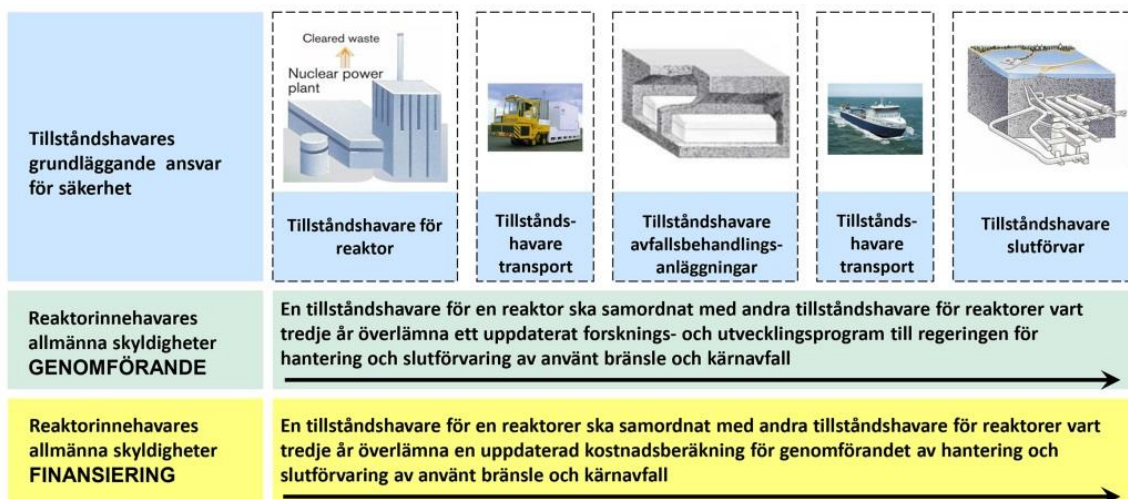 Cleared waste
Nuclear power
plant
Tillståndshavares
grundläggande ansvar
för säkerhet
Tillståndshavare för
reaktor
Tillstånds-
havare
transport
Tillståndshavare
avfallsbehandlings-
anläggningar
Tillstånds-
havare
transport
Tillståndshavare
slutförvar
Reaktorinnehavares
allmänna skyldigheter
GENOMFÖRANDE
En tillståndshavare för en reaktor ska samordnat med andra tillståndshavare för reaktorer vart
tredje år överlämna ett uppdaterat forsknings- och utvecklingsprogram till regeringen för
hantering och slutförvaring av använt bränsle och kärnavfall
Reaktorinnehavares
allmänna skyldigheter
FINANSIERING
En tillståndshavare för en reaktorer ska samordnat med andra tillståndshavare för reaktorer vart
tredje år överlämna en uppdaterad kostnadsberäkning för genomförandet av hantering och
slutförvaring av använt bränsle och kärnavfall